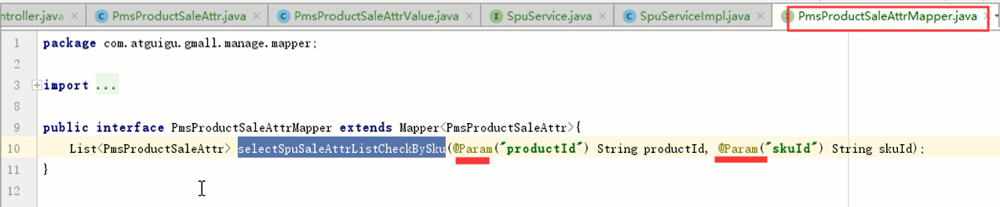 ntroller.java PmsProductSaleAttr.java PmsProductSaleAttrValue.java SpuService.java SpuServiceImpl.java PmsProductSaleAttrMapper.java
1 package com.atguigu.gmall.manage.mapper;
2
3 import ...
8
9 public interface PmsProductSaleAttrMapper extends Mapper<PmsProductSaleAttr>{
10 List<PmsProductSaleAttr> selectSpuSaleAttrListCheckBySku(@Param("productId") String productId, @Param("skuId") String skuId);
11 }
12